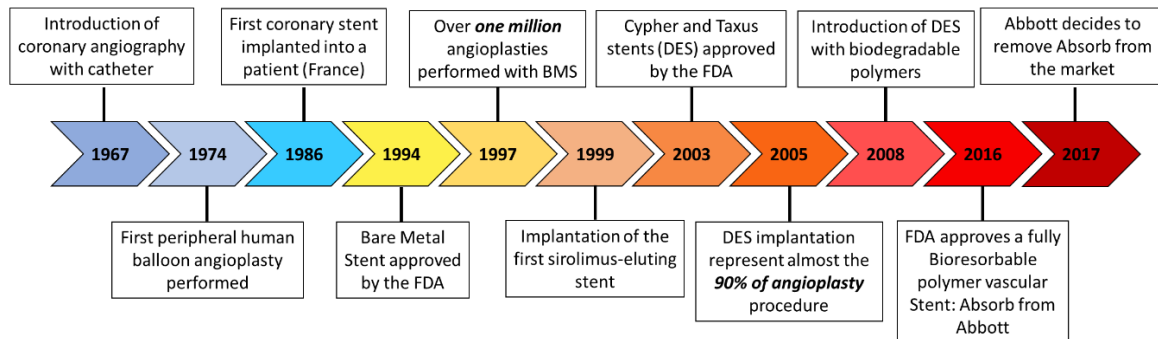 Introduction of
coronary angiography
with catheter
First coronary stent
implanted into a
patient (France)
Over one million
angioplasties
performed with BMS
Cypher and Taxus
stents (DES) approved
by the FDA
Introduction of DES
with biodegradable
polymers
Abbott decides to
remove Absorb from
the market
1967
1974
1986
1994
1997
1999
2003
2005
2008
2016
2017
First peripheral human
balloon angioplasty
performed
Bare Metal
Stent approved
by the FDA
Implantation of the
first sirolimus-eluting
stent
DES implantation
represent almost the
90% of angioplasty
procedure
FDA approves a fully
Bioresorbable
polymer vascular
Stent: Absorb from
Abbott